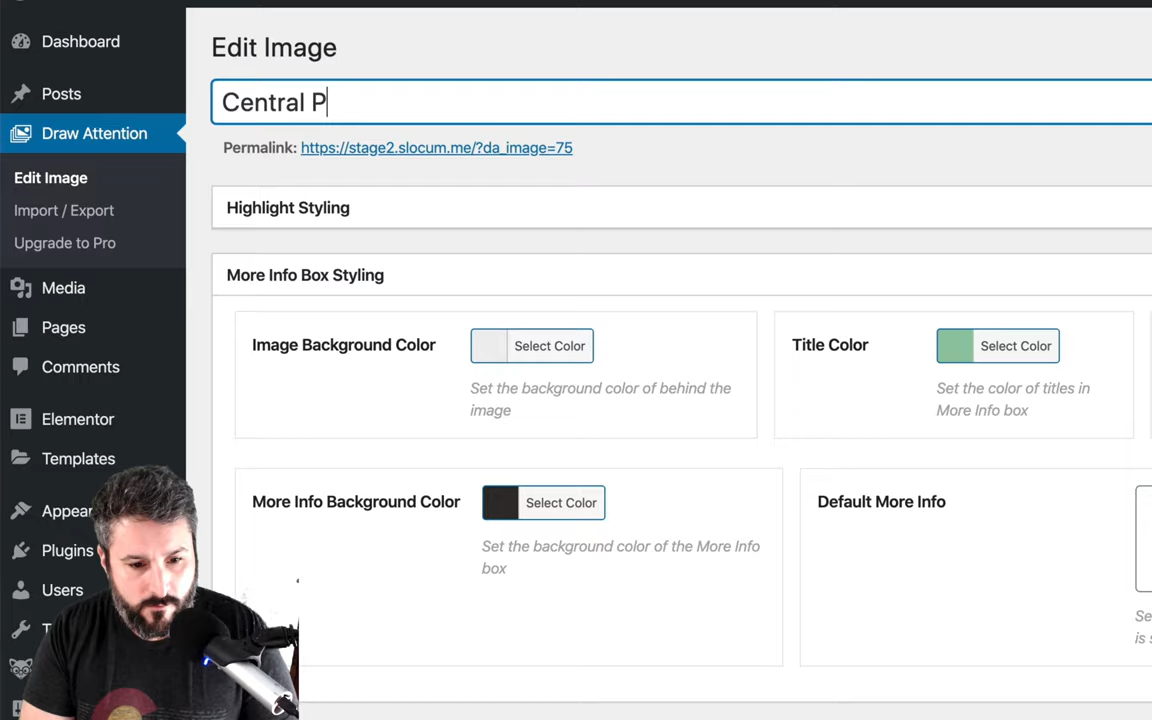 Dashboard
Posts
Draw Attention
Edit Image
Import / Export
Upgrade to Pro
Media
Pages
Comments
Elementor
Templates
Appear
Plugins
Users
Edit Image
Central P
Permalink: https://stage2.slocum.me/?da_image=75
Highlight Styling
More Info Box Styling
Image Background Color
Select Color
Set the background color of behind the
image
Title Color
Select Color
Set the color of titles in
More Info box
More Info Background Color
Select Color
Set the background color of the More Info
box
Default More Info